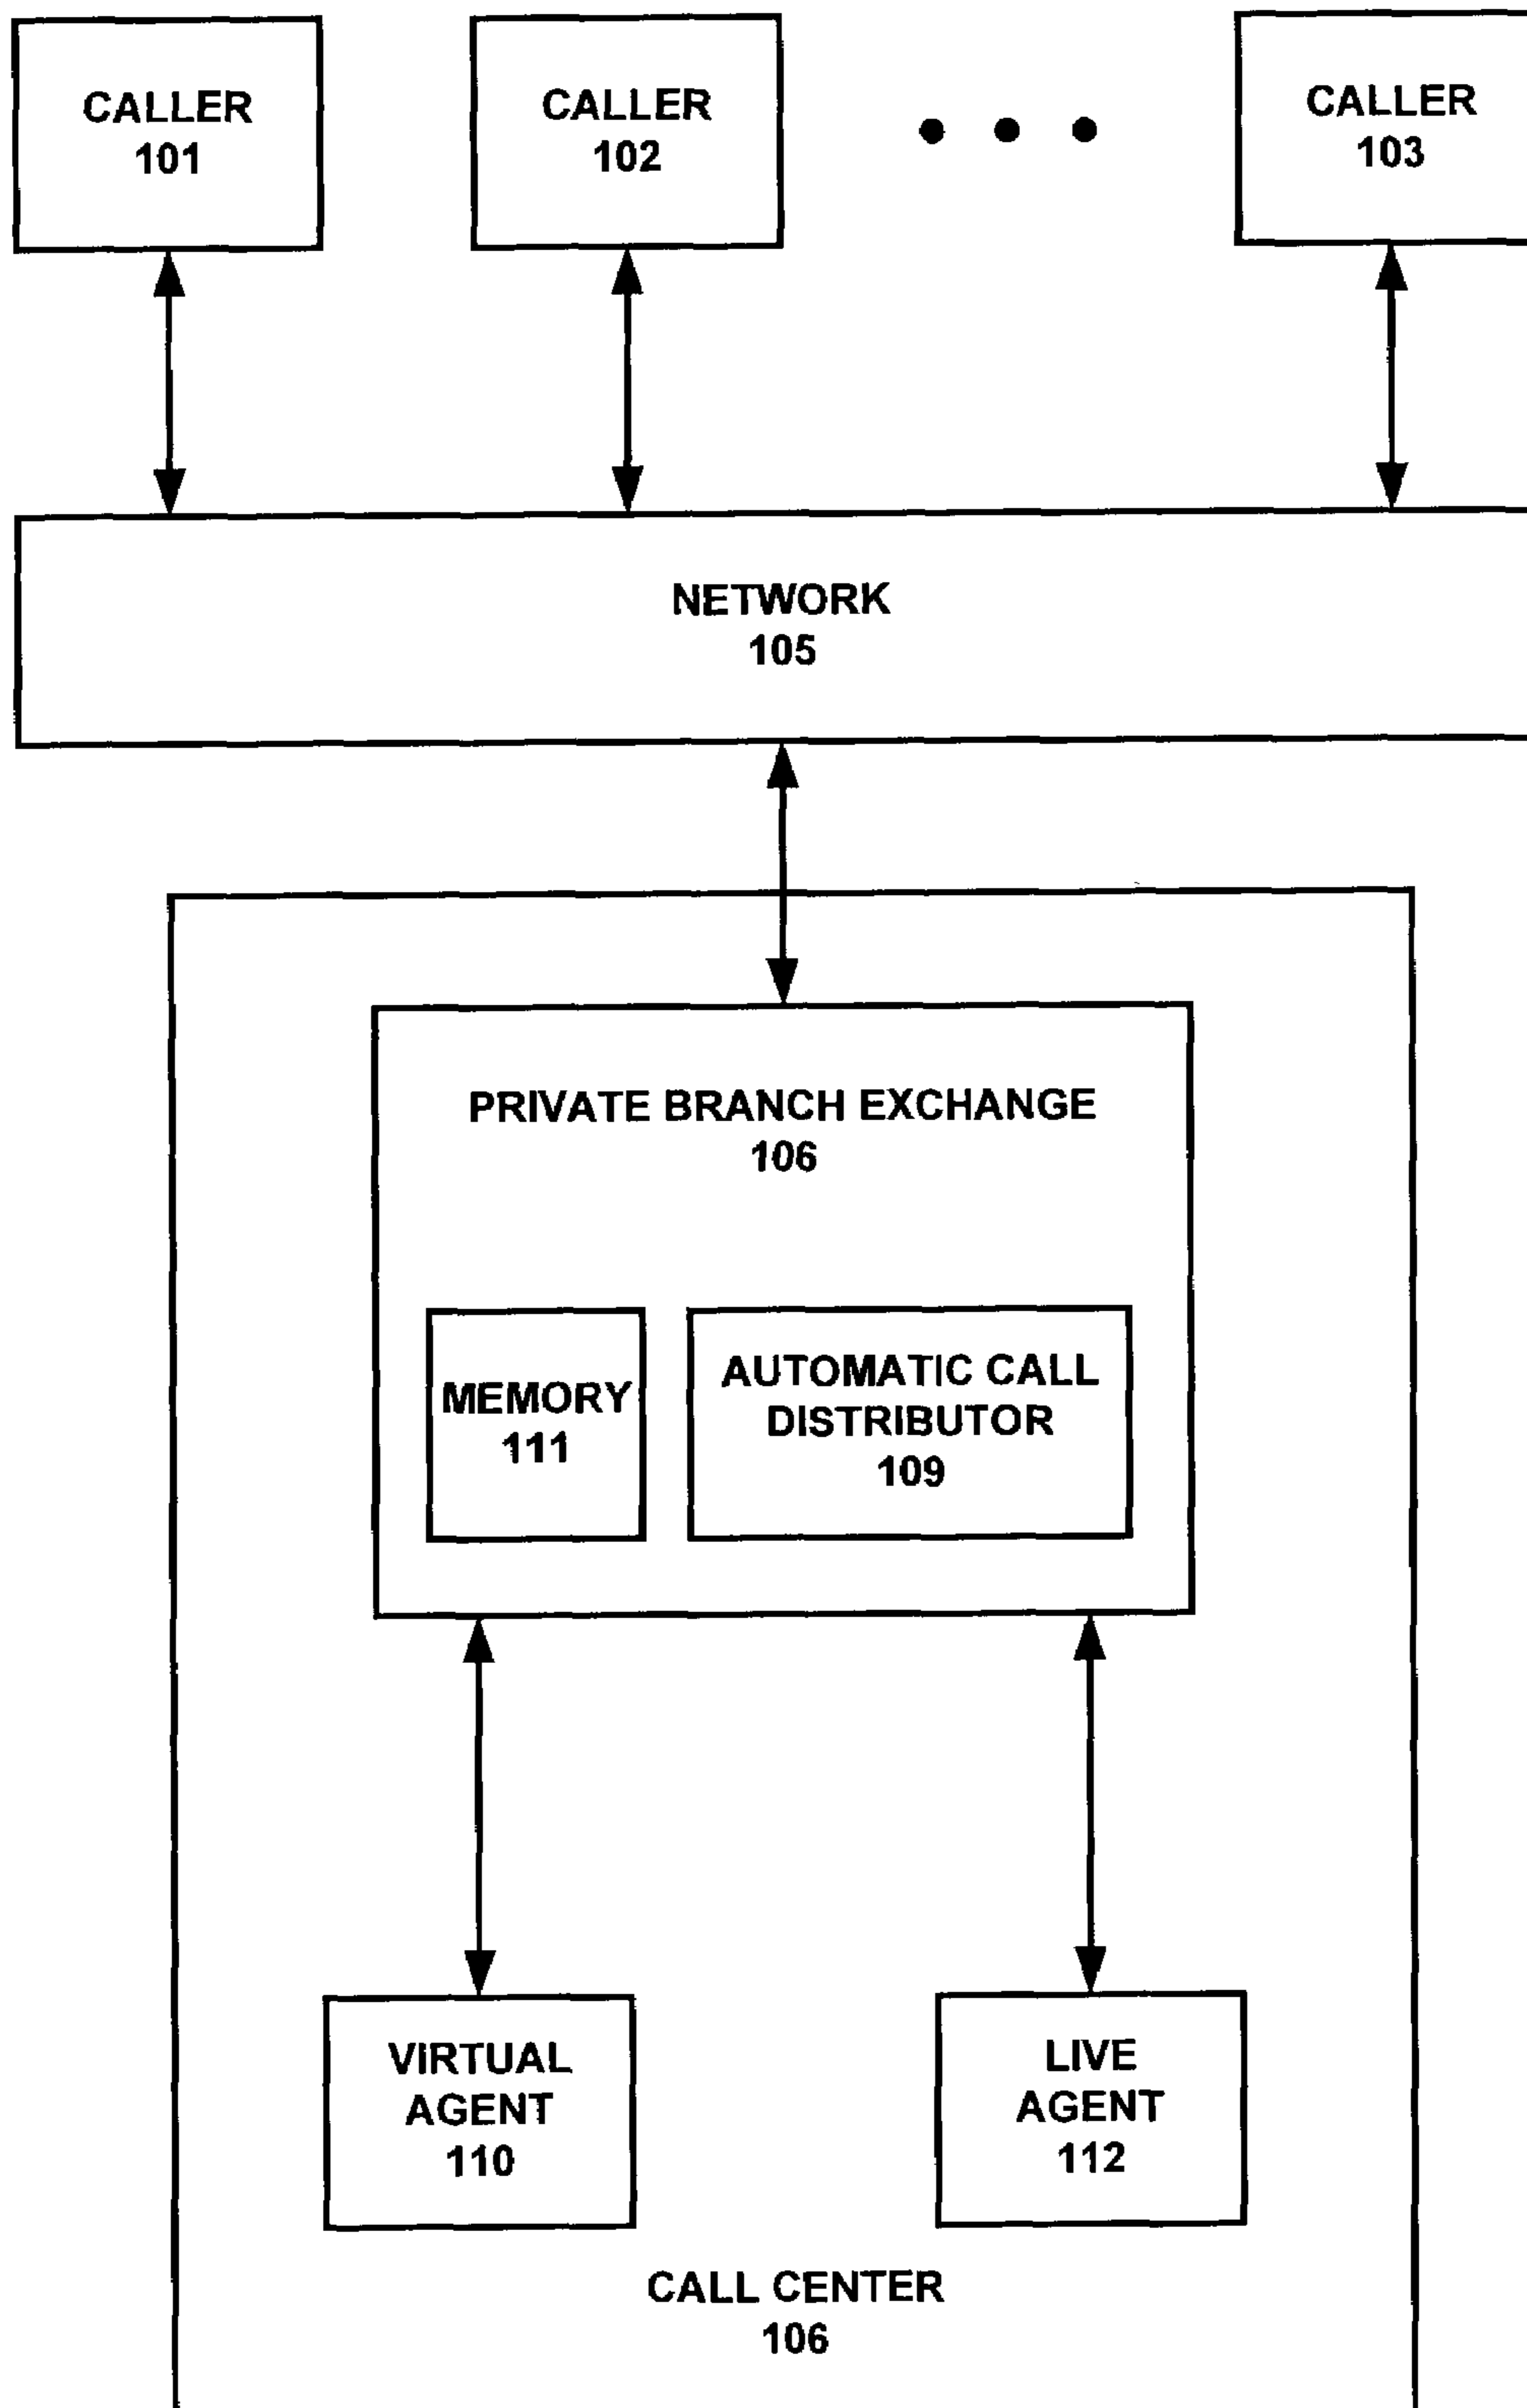 CALLER
101
CALLER
102
CALLER
103
NETWORK
105
PRIVATE BRANCH EXCHANGE
106
MEMORY
111
AUTOMATIC CALL
DISTRIBUTOR
109
VIRTUAL
AGENT
110
LIVE
AGENT
112
CALL CENTER
106